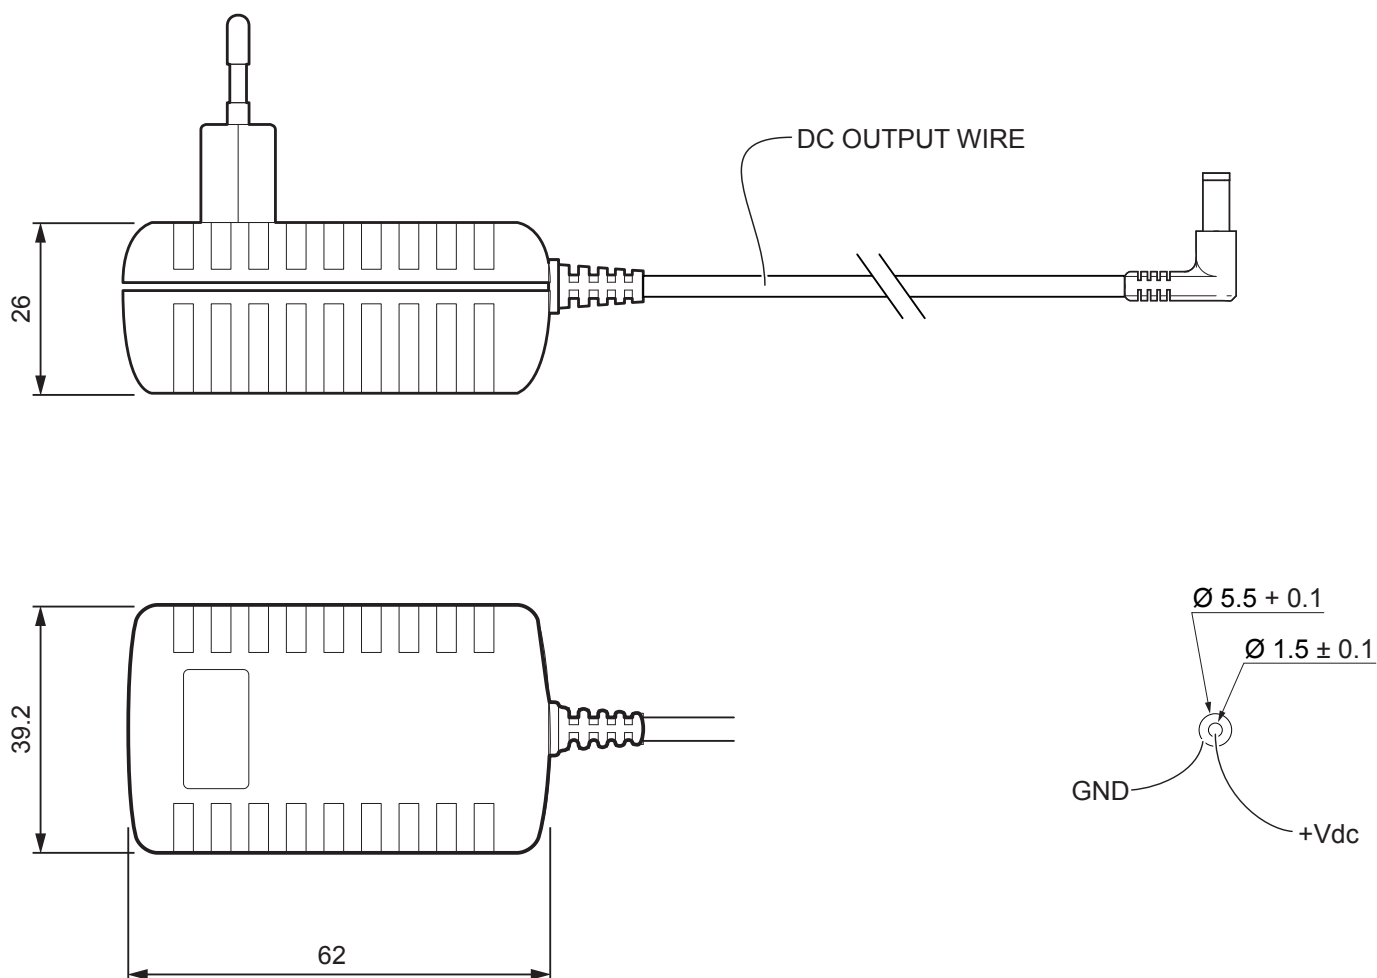 DC OUTPUT WIRE
26
Ø 5.5 + 0.1
Ø 1.5 ± 0.1
39.2
GND
+Vdc
62